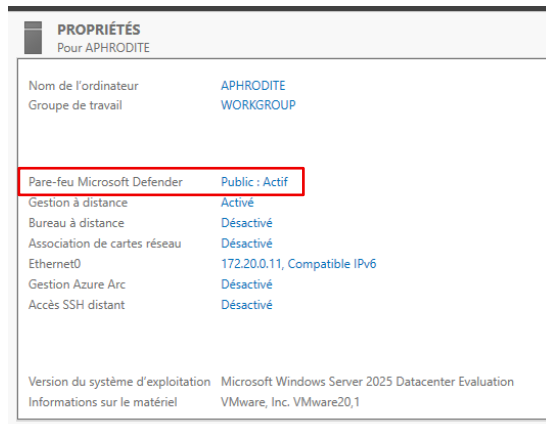 PROPRIÉTÉS
Pour APHRODITE
Nom de l'ordinateur APHRODITE
Groupe de travail WORKGROUP
Pare-feu Microsoft Defender Public : Actif
Gestion à distance Activé
Bureau à distance Désactivé
Association de cartes réseau Désactivé
Ethernet0 172.20.0.11, Compatible IPv6
Gestion Azure Arc Désactivé
Accès SSH distant Désactivé
Version du système d'exploitation Microsoft Windows Server 2025 Datacenter Evaluation
Informations sur le matériel VMware, Inc. VMware20,1